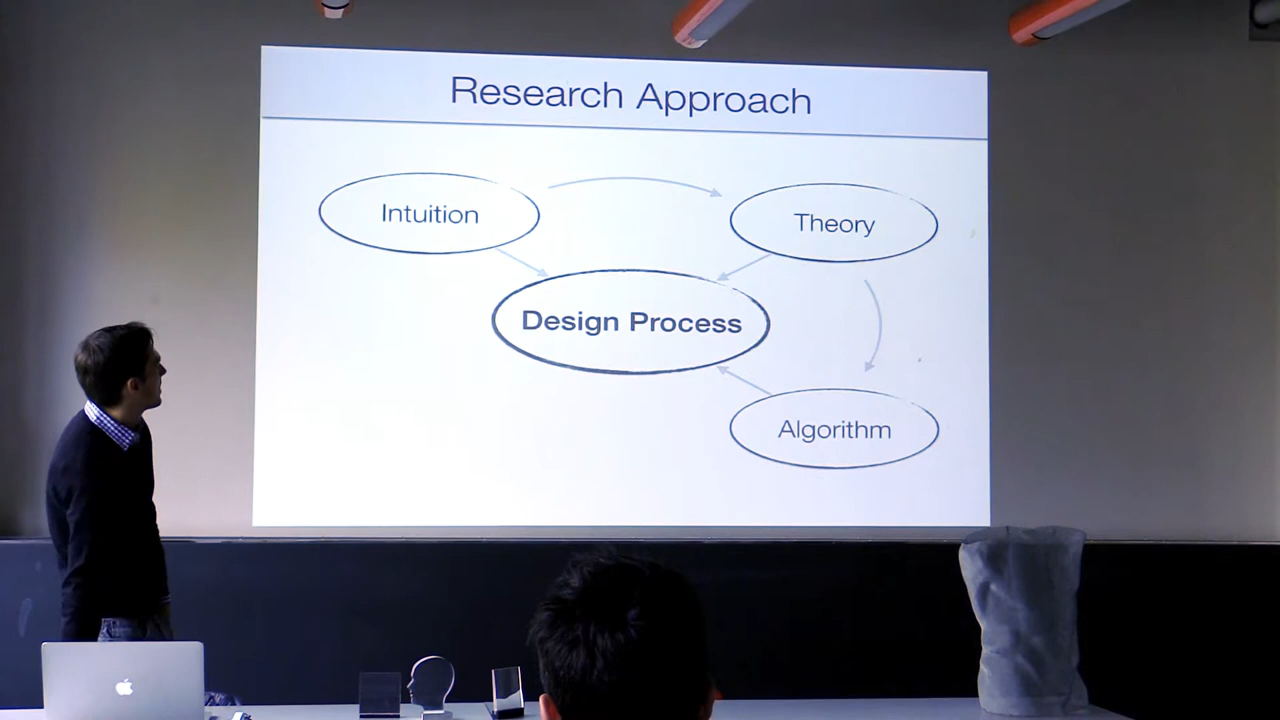 Research Approach
Intuition
Theory
Design Process
Algorithm